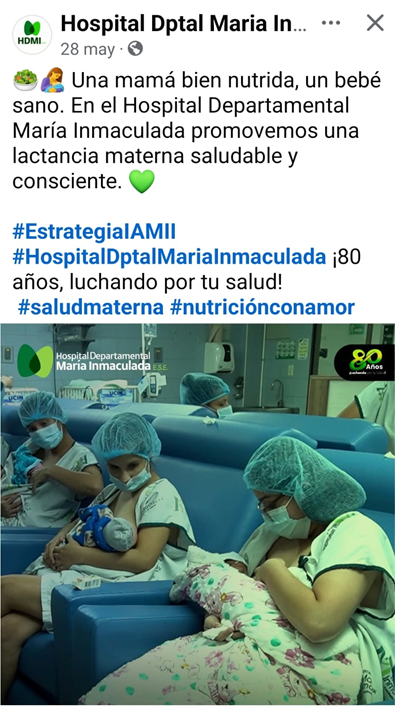 HDMI
Hospital Dptal Maria In...
28 may ·
Una mamá bien nutrida, un bebé
sano. En el Hospital Departamental
María Inmaculada promovemos una
lactancia materna saludable y
consciente.
#EstrategiaIAMII
#HospitalDptalMariaInmaculada ¡80
años, luchando por tu salud!
#saludmaterna #nutriciónconamor
Hospital Departamental
María Inmaculada E.S.E.
80
Años
UCIN